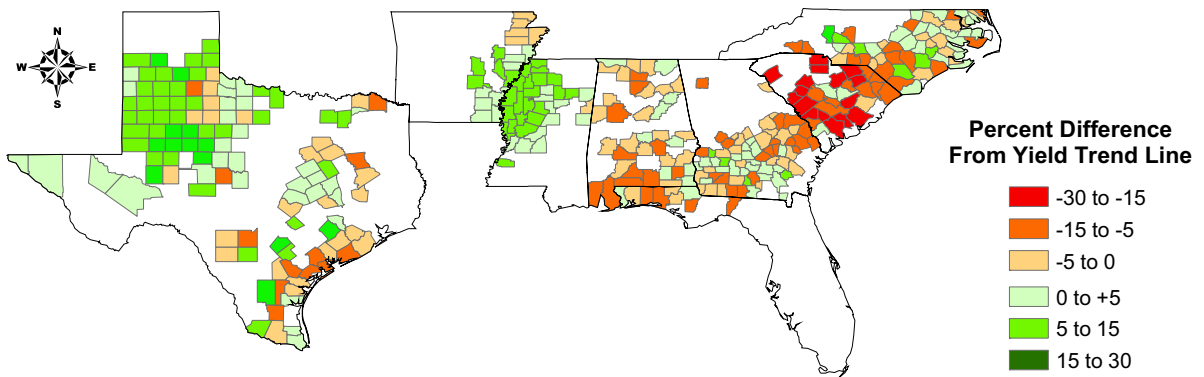 N
W E
S
Percent Difference
From Yield Trend Line
-30 to -15
-15 to -5
-5 to 0
0 to +5
5 to 15
15 to 30